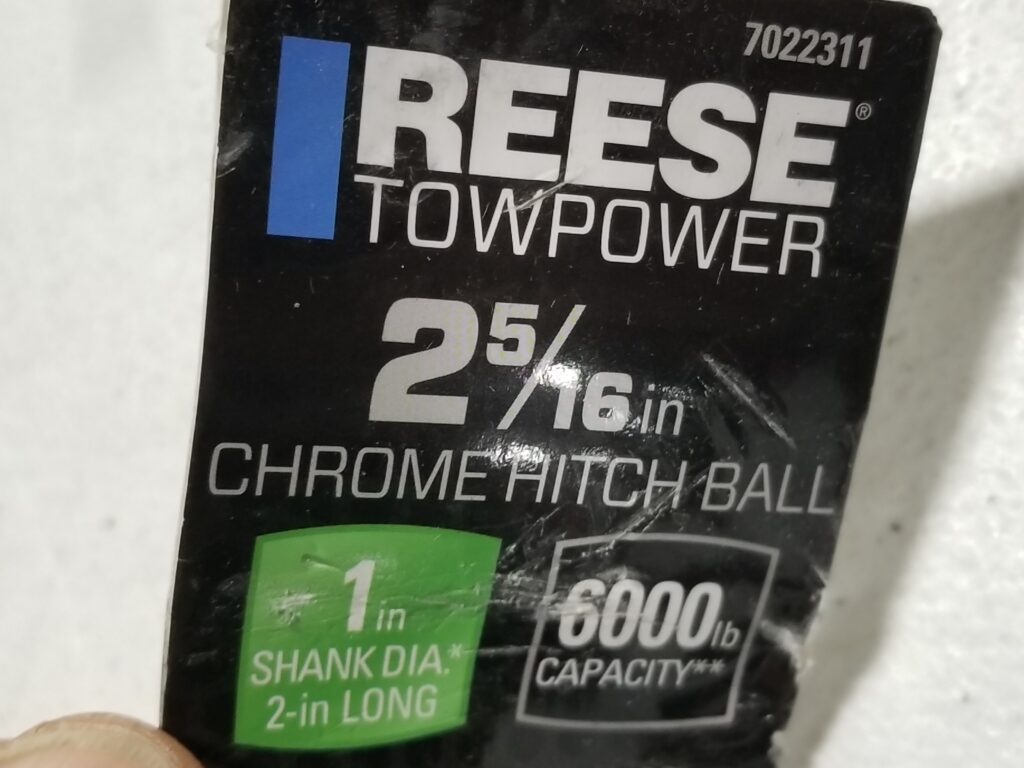 7022311
REESE®
TOWPOWER
2 5/16 in
CHROME HITCH BALL
1 in
SHANK DIA.*
2-in LONG
6000 lb
CAPACITY**